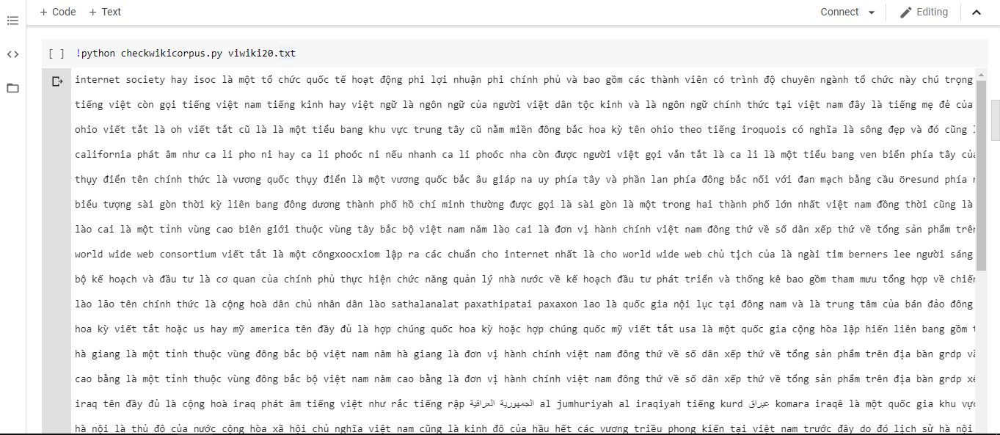 + Code + Text Connect Editing
[ ] !python checkwikicorpus.py viwiki20.txt
internet society hay isoc là một tổ chức quốc tế hoạt động phi lợi nhuận phi chính phủ và bao gồm các thành viên có trình độ chuyên ngành tổ chức này chú trọng
tiếng việt còn gọi tiếng việt nam tiếng kinh hay việt ngữ là ngôn ngữ của người việt dân tộc kinh và là ngôn ngữ chính thức tại việt nam đây là tiếng mẹ đẻ của
ohio viết tắt là oh viết tắt cũ là là một tiểu bang khu vực trung tây cũ nằm miền đông bắc hoa kỳ tên ohio theo tiếng iroquois có nghĩa là sông đẹp và đó cũng
california phát âm như ca li pho ni hay ca li phoóc ni nếu nhanh ca li phoóc nha còn được người việt gọi vắn tắt là ca li là một tiểu bang ven biển phía tây của
thụy điển tên chính thức là vương quốc thụy điển là một vương quốc bắc âu giáp na uy phía tây và phần lan phía đông bắc nối với đan mạch bằng cầu öresund phía
biểu tượng sài gòn thời kỳ liên bang đông dương thành phố hồ chí minh thường được gọi là sài gòn là một trong hai thành phố lớn nhất việt nam đồng thời cũng là
lào cai là một tỉnh vùng cao biên giới thuộc vùng tây bắc bộ việt nam năm lào cai là đơn vị hành chính việt nam đông thứ về số dân xếp thứ về tổng sản phẩm trên
world wide web consortium viết tắt là một côngxoocxiom lập ra các chuẩn cho internet nhất là cho world wide web chủ tịch của là ngài tim berners lee người sáng
bộ kế hoạch và đầu tư là cơ quan của chính phủ thực hiện chức năng quản lý nhà nước về kế hoạch đầu tư phát triển và thống kê bao gồm tham mưu tổng hợp về chiến
lào lão tên chính thức là cộng hoà dân chủ nhân dân lào sathalanalat paxathipatai paxaxon lao là quốc gia nội lục tại đông nam và là trung tâm của bán đảo đông
hoa kỳ viết tắt hoặc us hay mỹ america tên đầy đủ là hợp chúng quốc hoa kỳ hoặc hợp chúng quốc mỹ viết tắt usa là một quốc gia cộng hòa lập hiến liên bang gồm
hà giang là một tỉnh thuộc vùng đông bắc bộ việt nam năm hà giang là đơn vị hành chính việt nam đông thứ về số dân xếp thứ về tổng sản phẩm trên địa bàn grdp
cao bằng là một tỉnh thuộc vùng đông bắc bộ việt nam năm cao bằng là đơn vị hành chính việt nam đông thứ về số dân xếp thứ về tổng sản phẩm trên địa bàn grdp
iraq tên đầy đủ là cộng hoà iraq phát âm tiếng việt như rắc tiếng rập الجمهورية العراقية al jumhuriyah al iraqiyah tiếng kurd عیراق komara iraqê là một quốc gia khu vực
hà nội là thủ đô của nước cộng hòa xã hội chủ nghĩa việt nam cũng là kinh đô của hầu hết các vương triều phong kiến tại việt nam trước đây do đó lịch sử hà nội